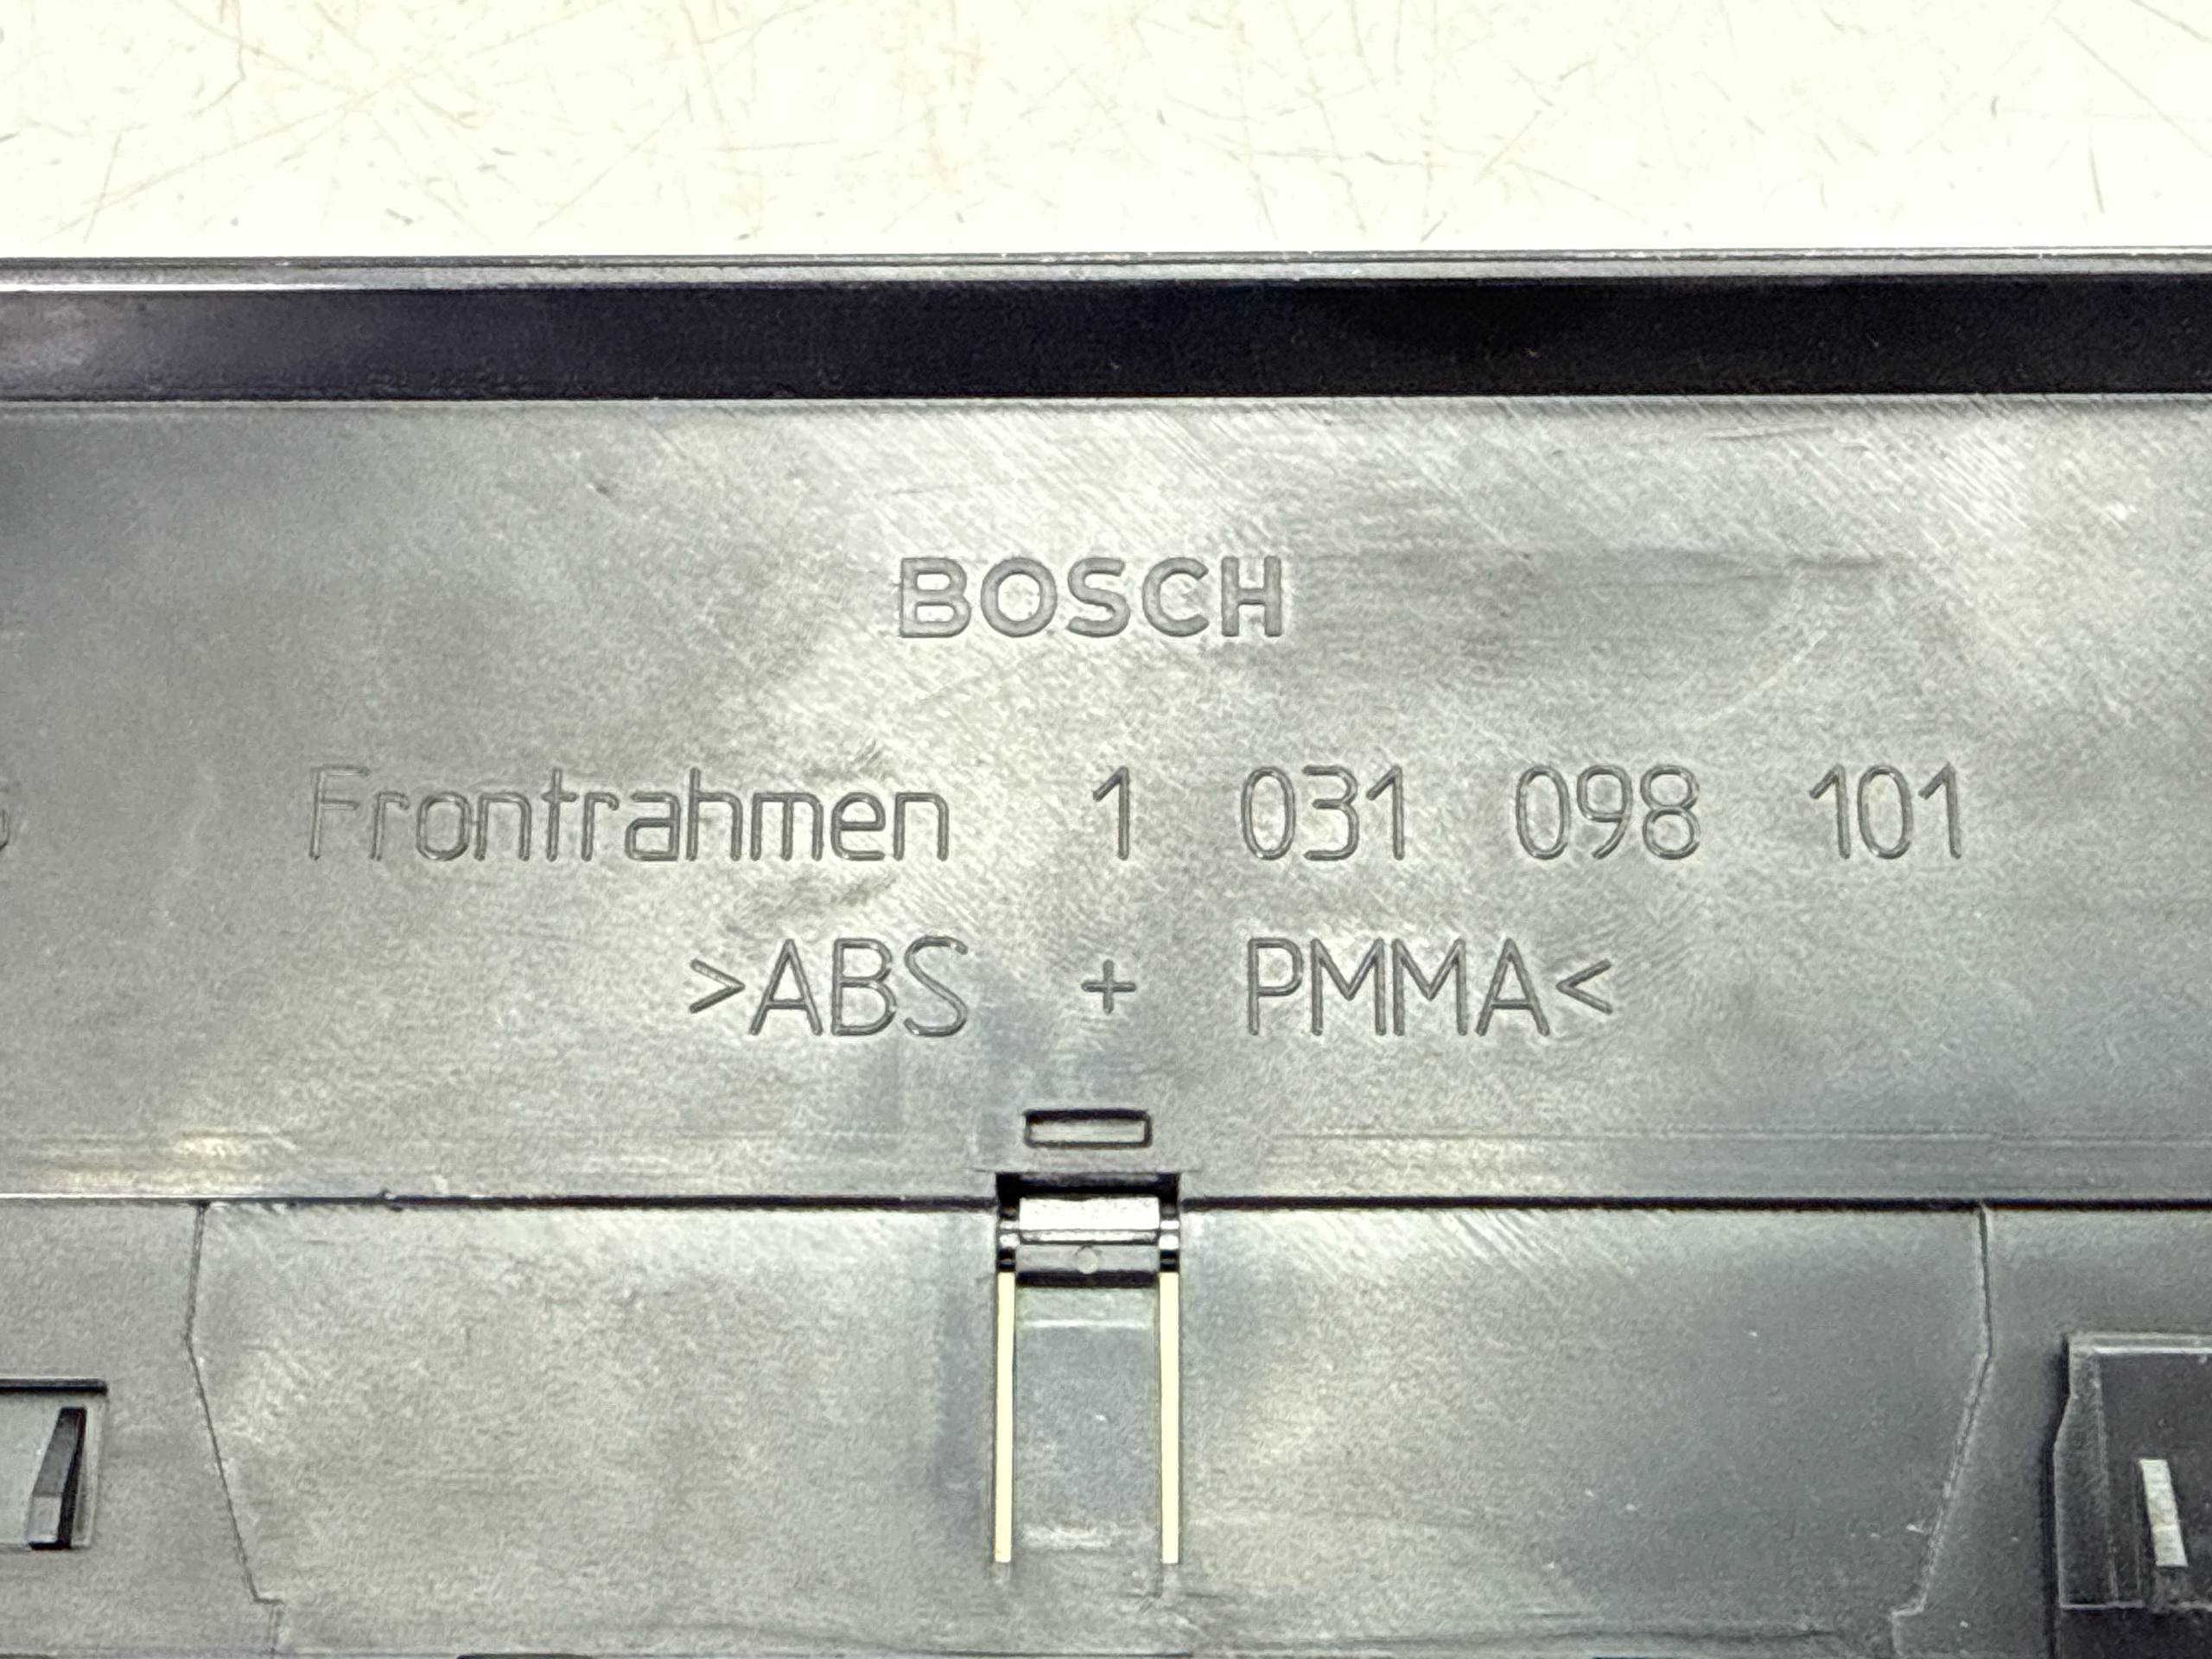 BOSCH
Frontrahmen 1 031 098 101
>ABS + PMMA<